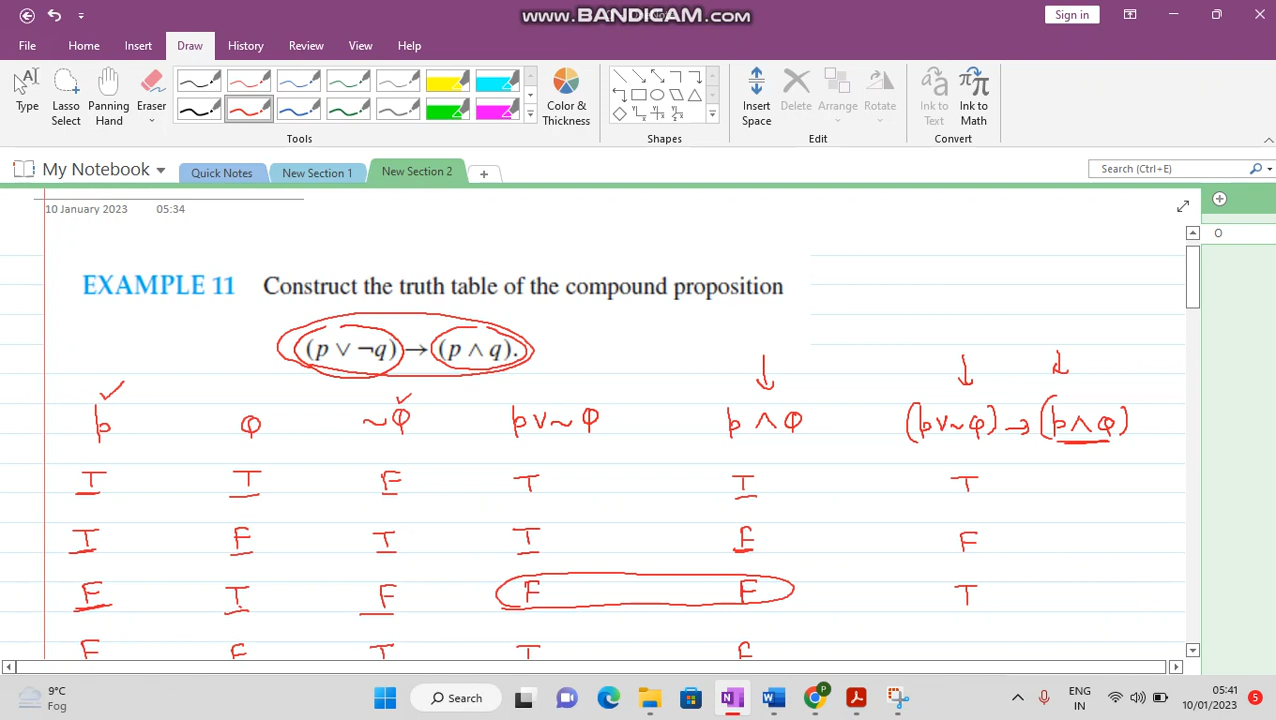 www.BANDICAM.com
Sign in
File Home Insert Draw History Review View Help
Type Lasso Select Panning Hand Eraser Color & Thickness Insert Space Delete Arrange Rotate Ink to Text Ink to Math
Tools Shapes Edit Convert
My Notebook Quick Notes New Section 1 New Section 2 Search (Ctrl+E)
10 January 2023 05:34
EXAMPLE 11 Construct the truth table of the compound proposition
(p ∨ ¬q) → (p ∧ q).
p q ~q p∨~q p∧q (p∨~q)→(p∧q)
T T F T T T
T F T T F F
F T F F F T
F F T T F
9°C
Fog
Search
ENG
IN
05:41
10/01/2023
5